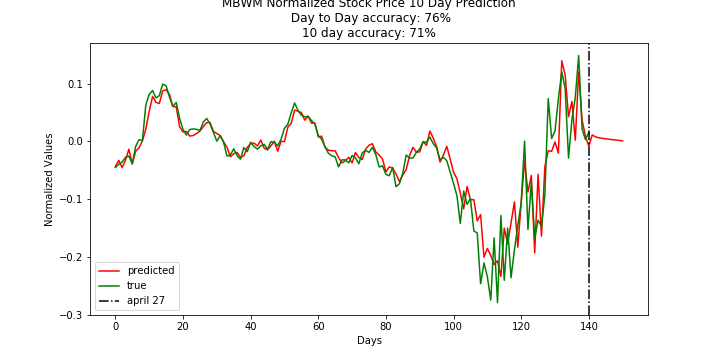 MBWM Normalized Stock Price 10 Day Prediction
Day to Day accuracy: 76%
10 day accuracy: 71%
Normalized Values
0.1
0.0
−0.1
−0.2
−0.3
predicted
true
april 27
0 20 40 60 80 100 120 140
Days